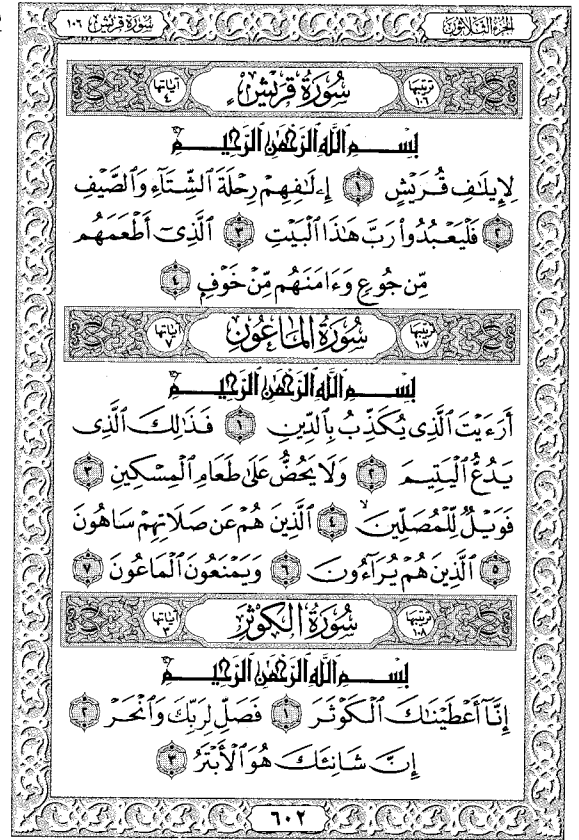 الجزء الثلاثون
سورة قريش ١٠٦
ترتيبها ١٠٦ سُورَةُ قُرَيْشٍ آياتها ٤
بِسْمِ ٱللَّهِ ٱلرَّحْمَٰنِ ٱلرَّحِيمِ
لِإِيلَٰفِ قُرَيْشٍ ١ إِۦلَٰفِهِمْ رِحْلَةَ ٱلشِّتَآءِ وَٱلصَّيْفِ
٢ فَلْيَعْبُدُوا۟ رَبَّ هَٰذَا ٱلْبَيْتِ ٣ ٱلَّذِىٓ أَطْعَمَهُم
مِّن جُوعٍ وَءَامَنَهُم مِّنْ خَوْفٍۭ ٤
ترتيبها ١٠٧ سُورَةُ المَاعُونِ آياتها ٧
بِسْمِ ٱللَّهِ ٱلرَّحْمَٰنِ ٱلرَّحِيمِ
أَرَءَيْتَ ٱلَّذِى يُكَذِّبُ بِٱلدِّينِ ١ فَذَٰلِكَ ٱلَّذِى
يَدُعُّ ٱلْيَتِيمَ ٢ وَلَا يَحُضُّ عَلَىٰ طَعَامِ ٱلْمِسْكِينِ ٣
فَوَيْلٌ لِّلْمُصَلِّينَ ۙ ٤ ٱلَّذِينَ هُمْ عَن صَلَاتِهِمْ سَاهُونَ
٥ ٱلَّذِينَ هُمْ يُرَآءُونَ ٦ وَيَمْنَعُونَ ٱلْمَاعُونَ ٧
ترتيبها ١٠٨ سُورَةُ الكَوْثَرِ آياتها ٣
بِسْمِ ٱللَّهِ ٱلرَّحْمَٰنِ ٱلرَّحِيمِ
إِنَّآ أَعْطَيْنَٰكَ ٱلْكَوْثَرَ ١ فَصَلِّ لِرَبِّكَ وَٱنْحَرْ ٢
إِنَّ شَانِئَكَ هُوَ ٱلْأَبْتَرُ ٣
٦٠٢